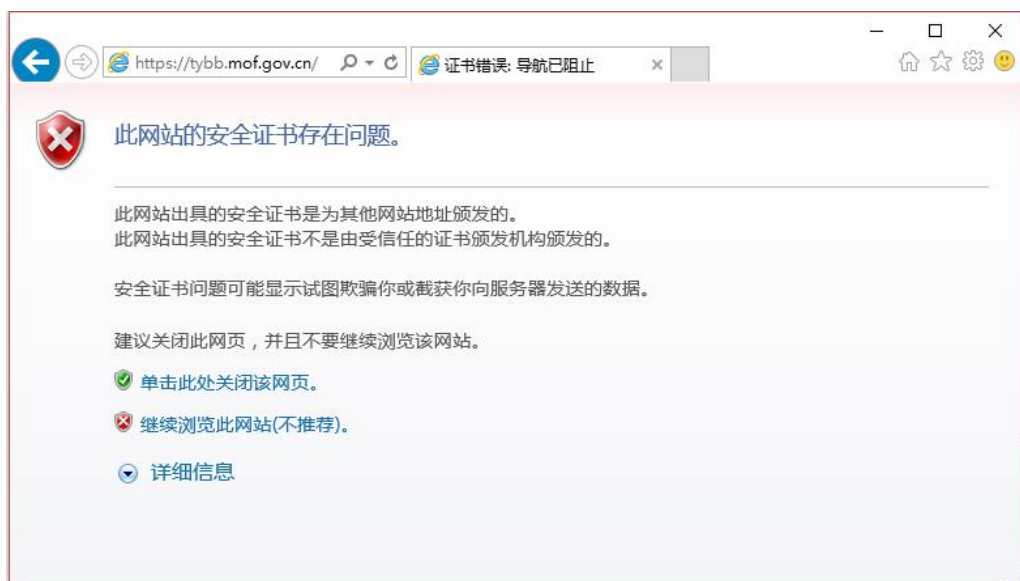 https://tybb.mof.gov.cn/
证书错误: 导航已阻止
此网站的安全证书存在问题。
此网站出具的安全证书是为其他网站地址颁发的。
此网站出具的安全证书不是由受信任的证书颁发机构颁发的。
安全证书问题可能显示试图欺骗你或截获你向服务器发送的数据。
建议关闭此网页，并且不要继续浏览该网站。
单击此处关闭该网页。
继续浏览此网站(不推荐)。
详细信息